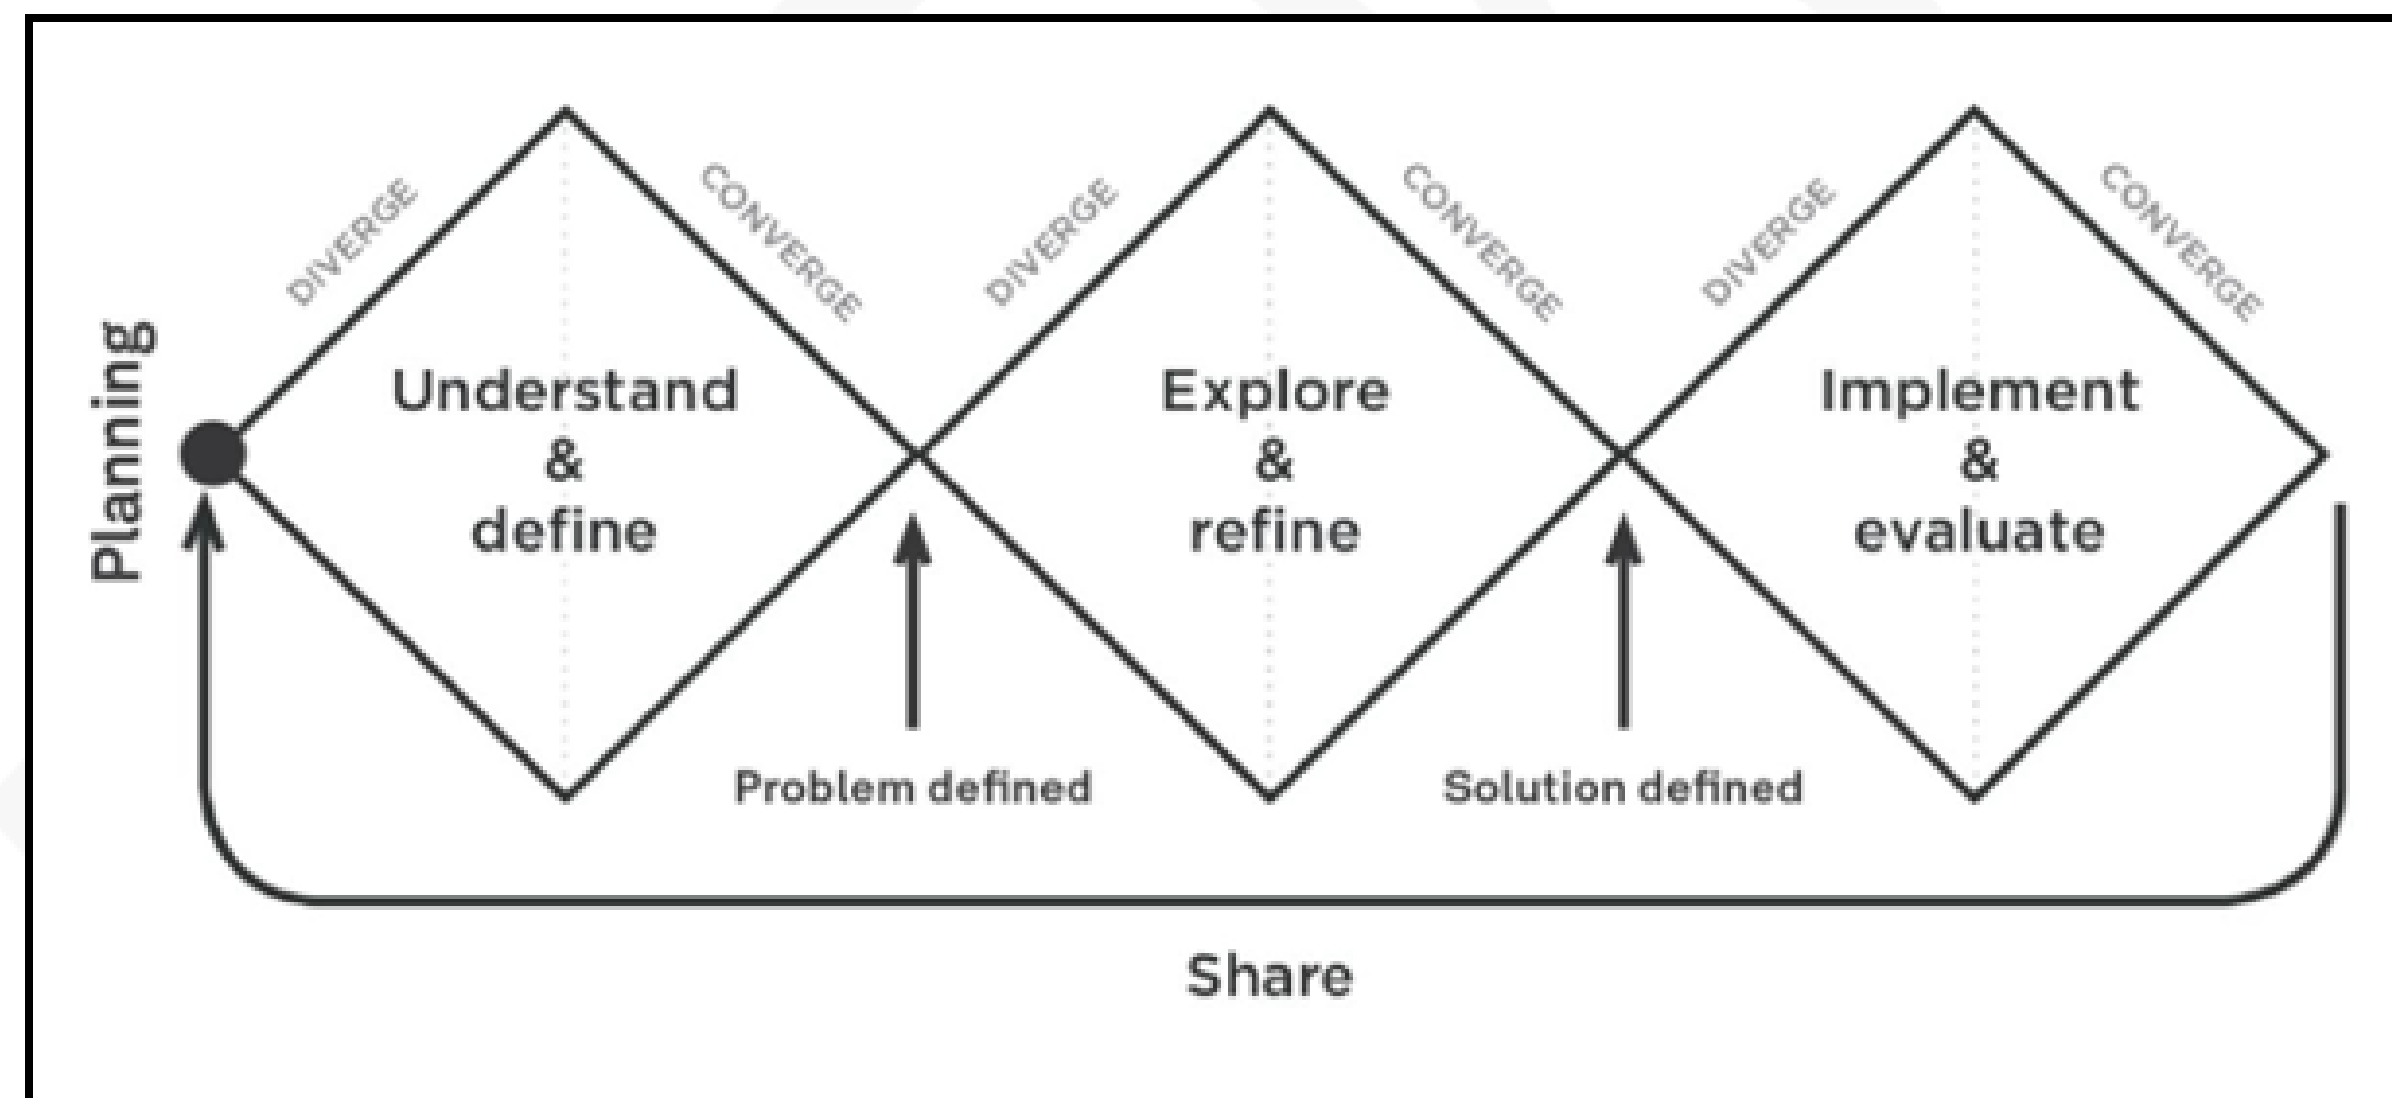 DIVERGE
CONVERGE
DIVERGE
CONVERGE
DIVERGE
CONVERGE
Planning
Understand
&
define
Explore
&
refine
Implement
&
evaluate
Problem defined
Solution defined
Share